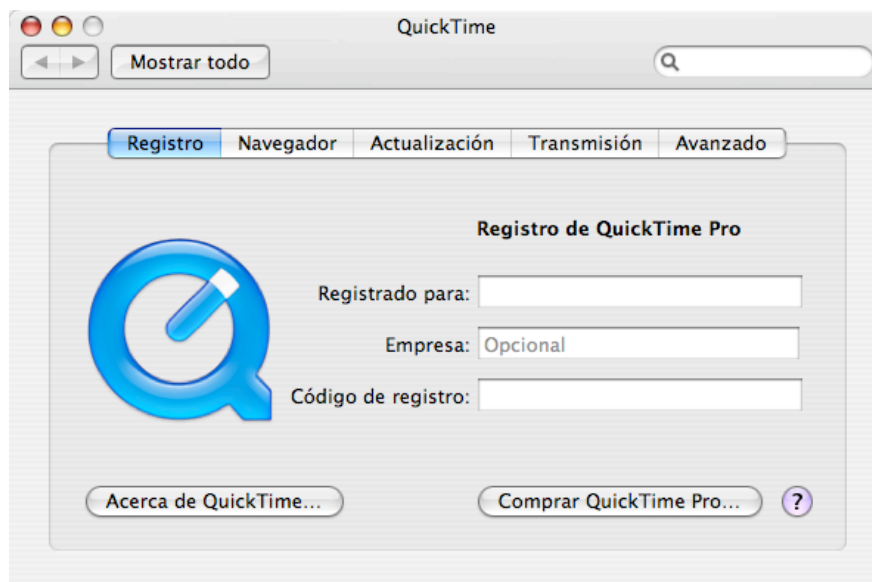 QuickTime
Mostrar todo
Registro Navegador Actualización Transmisión Avanzado
Registro de QuickTime Pro
Registrado para:
Empresa: Opcional
Código de registro:
Acerca de QuickTime... Comprar QuickTime Pro... ?